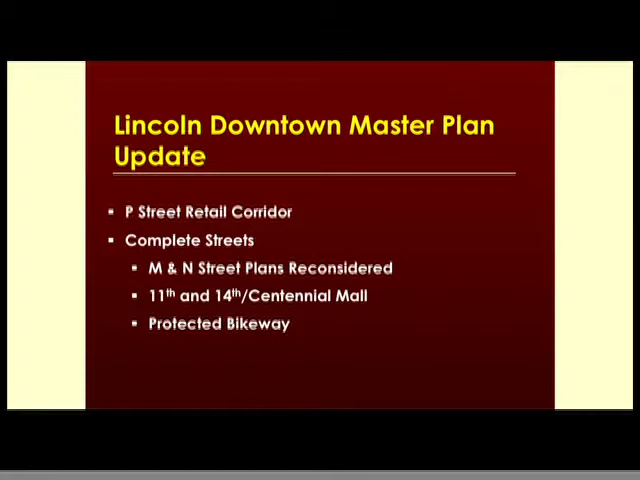 Lincoln Downtown Master Plan
Update
▪ P Street Retail Corridor
▪ Complete Streets
▪ M & N Street Plans Reconsidered
▪ 11th and 14th/Centennial Mall
▪ Protected Bikeway